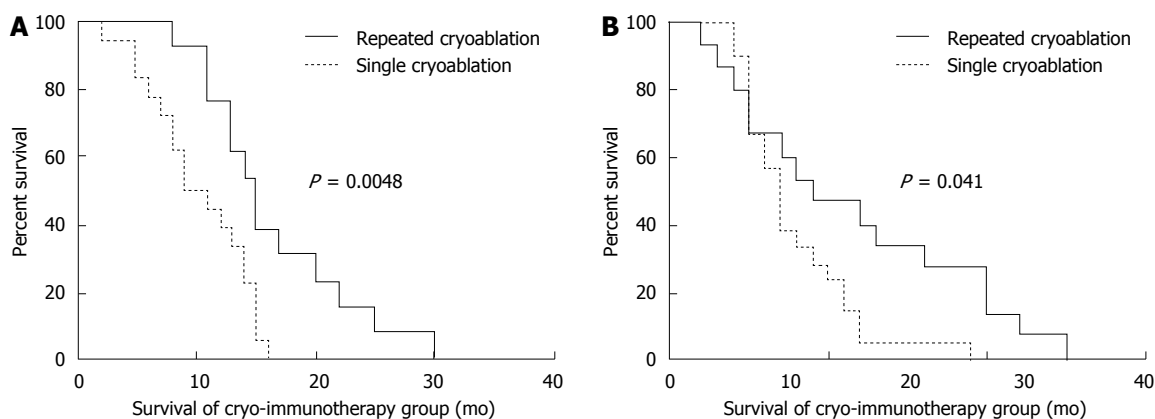 A
100
80
60
40
20
0
Percent survival
Repeated cryoablation
Single cryoablation
P = 0.0048
0 10 20 30 40
Survival of cryo-immunotherapy group (mo)
B
100
80
60
40
20
0
Percent survival
Repeated cryoablation
Single cryoablation
P = 0.041
0 10 20 30 40
Survival of cryo-immunotherapy group (mo)